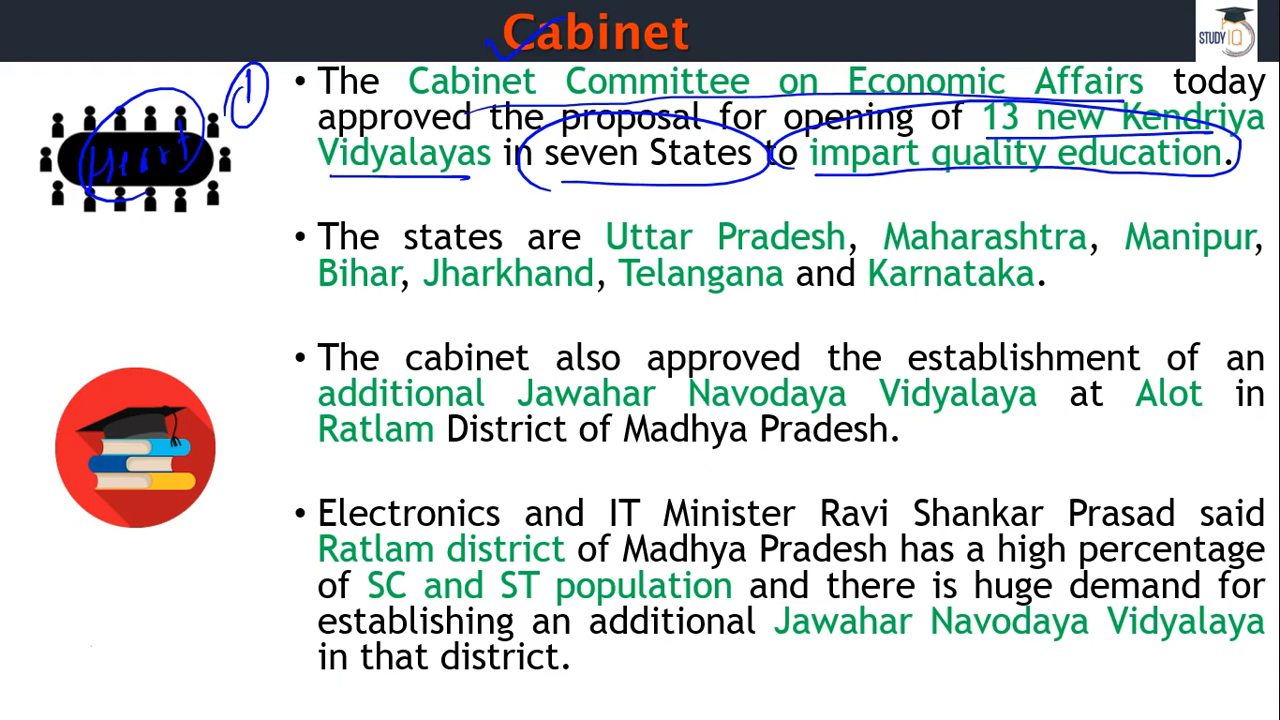 Cabinet
STUDY IQ
1
Heart
• The Cabinet Committee on Economic Affairs today
approved the proposal for opening of 13 new Kendriya
Vidyalayas in seven States to impart quality education.
• The states are Uttar Pradesh, Maharashtra, Manipur,
Bihar, Jharkhand, Telangana and Karnataka.
• The cabinet also approved the establishment of an
additional Jawahar Navodaya Vidyalaya at Alot in
Ratlam District of Madhya Pradesh.
• Electronics and IT Minister Ravi Shankar Prasad said
Ratlam district of Madhya Pradesh has a high percentage
of SC and ST population and there is huge demand for
establishing an additional Jawahar Navodaya Vidyalaya
in that district.